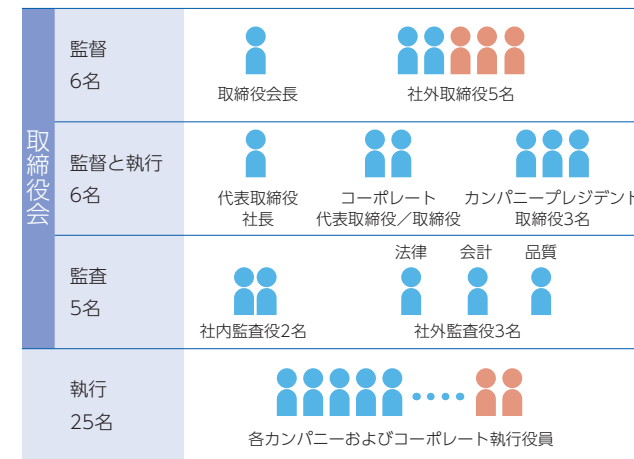 取締役会
監督
6名
取締役会長
社外取締役5名
監督と執行
6名
代表取締役
社長
コーポレート
代表取締役／取締役
カンパニープレジデント
取締役3名
監査
5名
社内監査役2名
法律
会計
品質
社外監査役3名
執行
25名
各カンパニーおよびコーポレート執行役員